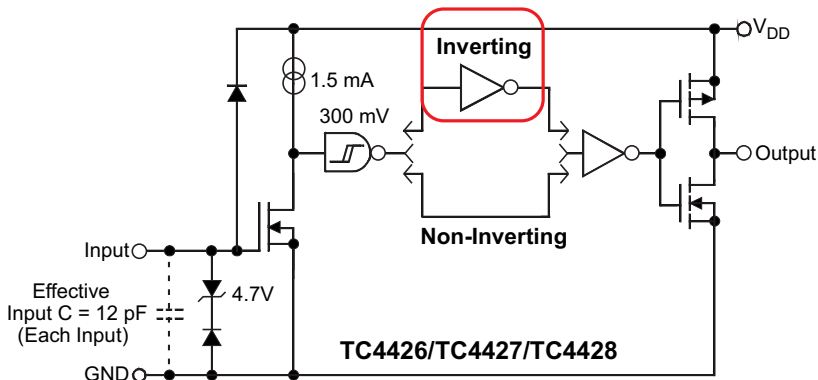 V_DD
Inverting
1.5 mA
300 mV
Output
Non-Inverting
Input
4.7V
Effective
Input C = 12 pF
(Each Input)
TC4426/TC4427/TC4428
GND